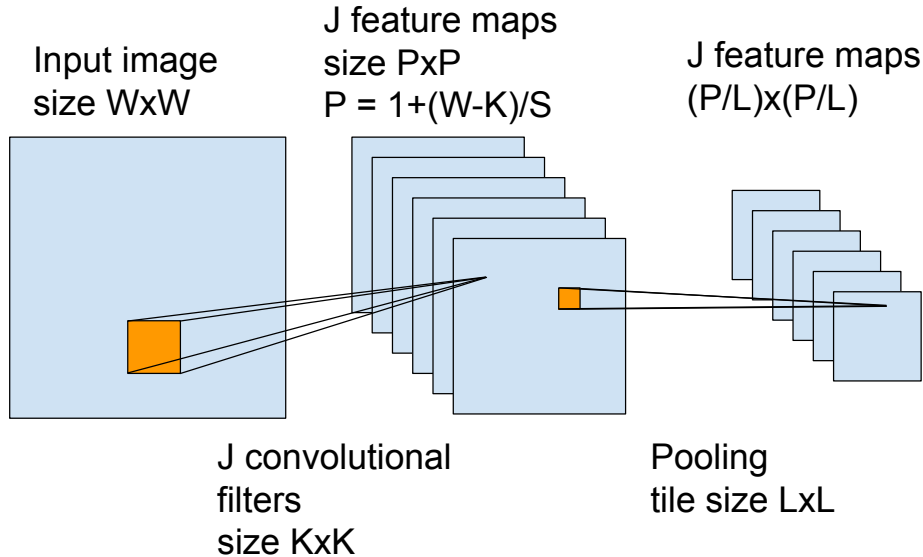 Input image
size WxW
J feature maps
size PxP
P = 1+(W-K)/S
J feature maps
(P/L)x(P/L)
J convolutional
filters
size KxK
Pooling
tile size LxL